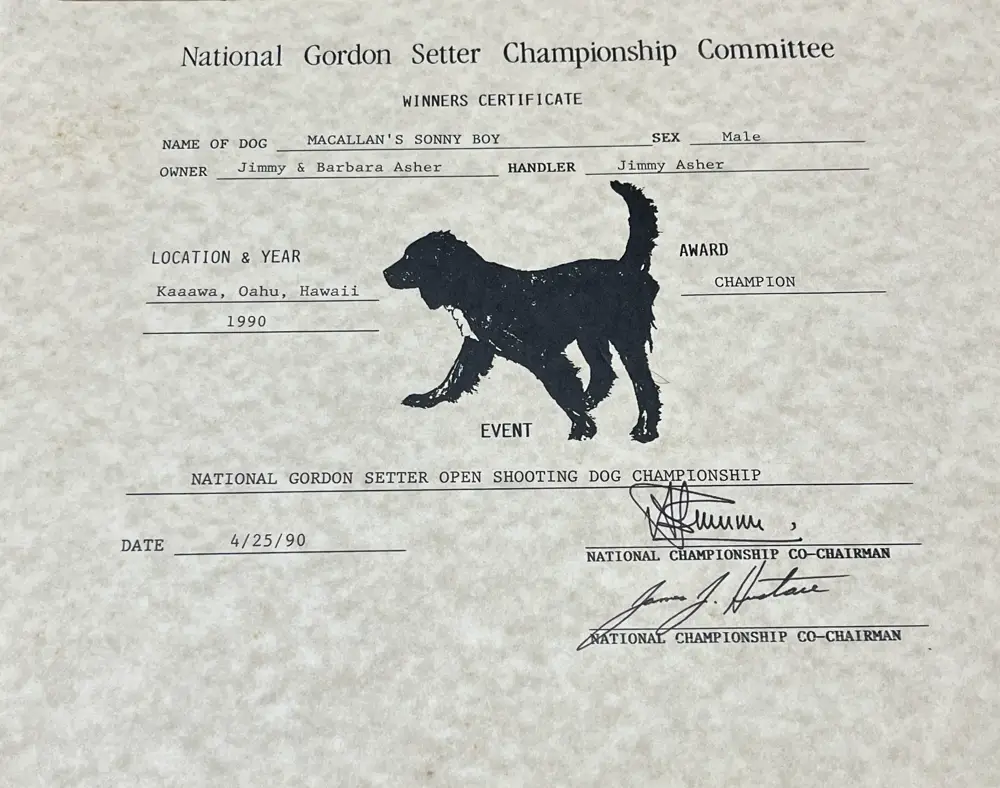 National Gordon Setter Championship Committee
WINNERS CERTIFICATE
NAME OF DOG MACALLAN'S SONNY BOY SEX Male
OWNER Jimmy & Barbara Asher HANDLER Jimmy Asher
LOCATION & YEAR
AWARD
Kaaawa, Oahu, Hawaii
CHAMPION
1990
EVENT
NATIONAL GORDON SETTER OPEN SHOOTING DOG CHAMPIONSHIP
DATE 4/25/90
NATIONAL CHAMPIONSHIP CO-CHAIRMAN
James J.
NATIONAL CHAMPIONSHIP CO-CHAIRMAN